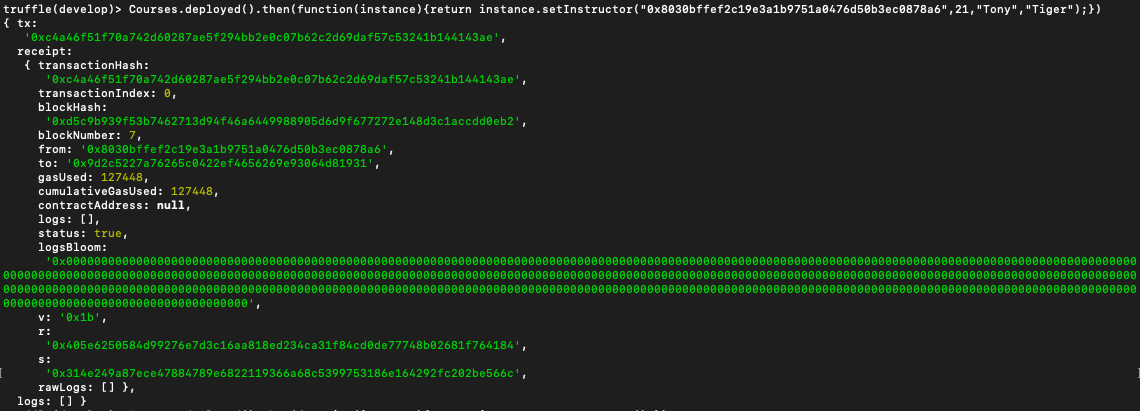 truffle(develop)> Courses.deployed().then(function(instance){return instance.setInstructor("0x8030bffef2c19e3a1b9751a0476d50b3ec0878a6",21,"Tony","Tiger");})
{ tx:
'0xc4a46f51f70a742d60287ae5f294bb2e0c07b62c2d69daf57c53241b144143ae',
receipt:
{ transactionHash:
'0xc4a46f51f70a742d60287ae5f294bb2e0c07b62c2d69daf57c53241b144143ae',
transactionIndex: 0,
blockHash:
'0xd5c9b939f53b7462713d94f46a6449988905d6d9f677272e148d3c1accdd0eb2',
blockNumber: 7,
from: '0x8030bffef2c19e3a1b9751a0476d50b3ec0878a6',
to: '0x9d2c5227a76265c0422ef4656269e93064d81931',
gasUsed: 127448,
cumulativeGasUsed: 127448,
contractAddress: null,
logs: [],
status: true,
logsBloom:
v: '0x1b',
r:
'0x405e6250584d99276e7d3c16aa818ed234ca31f84cd0de77748b02681f764184',
s:
'0x314e249a87ece47884789e6822119366a68c5399753186e164292fc202be566c',
rawLogs: [] },
logs: [] }